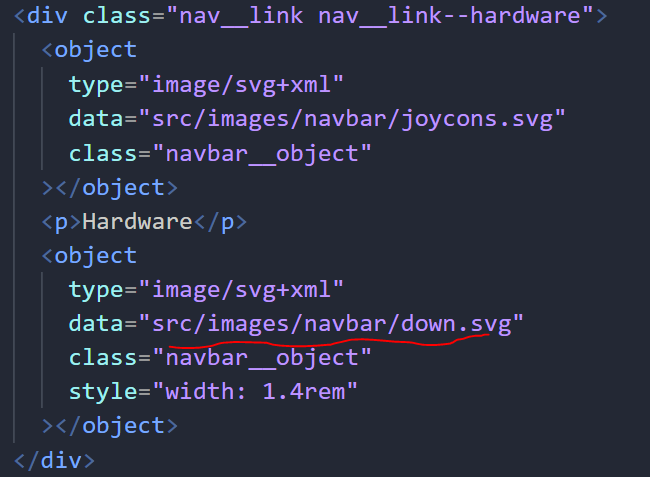 <div class="nav__link nav__link--hardware">
<object
type="image/svg+xml"
data="src/images/navbar/joycons.svg"
class="navbar__object"
></object>
<p>Hardware</p>
<object
type="image/svg+xml"
data="src/images/navbar/down.svg"
class="navbar__object"
style="width: 1.4rem"
></object>
</div>